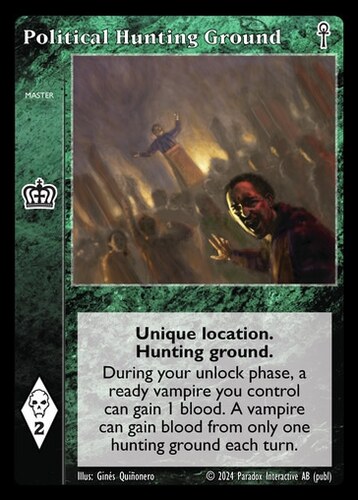 Political Hunting Ground
MASTER
Unique location.
Hunting ground.
During your unlock phase, a
ready vampire you control
can gain 1 blood. A vampire
can gain blood from only one
hunting ground each turn.
2
Illus: Ginés Quiñonero © 2024 Paradox Interactive AB (publ)